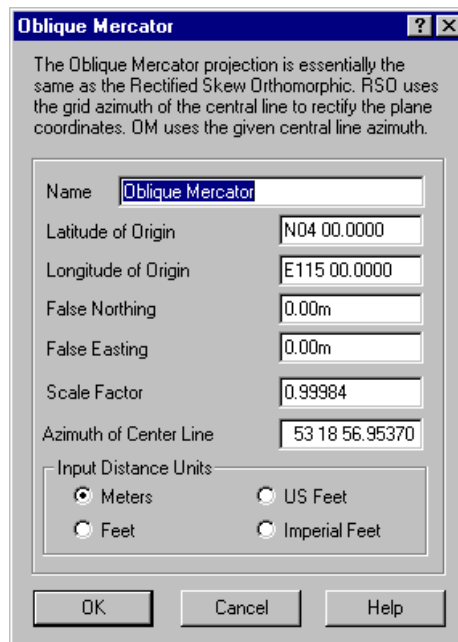 Oblique Mercator
The Oblique Mercator projection is essentially the
same as the Rectified Skew Orthomorphic. RSO uses
the grid azimuth of the central line to rectify the plane
coordinates. OM uses the given central line azimuth.
Name Oblique Mercator
Latitude of Origin N04 00.0000
Longitude of Origin E115 00.0000
False Northing 0.00m
False Easting 0.00m
Scale Factor 0.99984
Azimuth of Center Line 53 18 56.95370
Input Distance Units
Meters US Feet
Feet Imperial Feet
OK Cancel Help